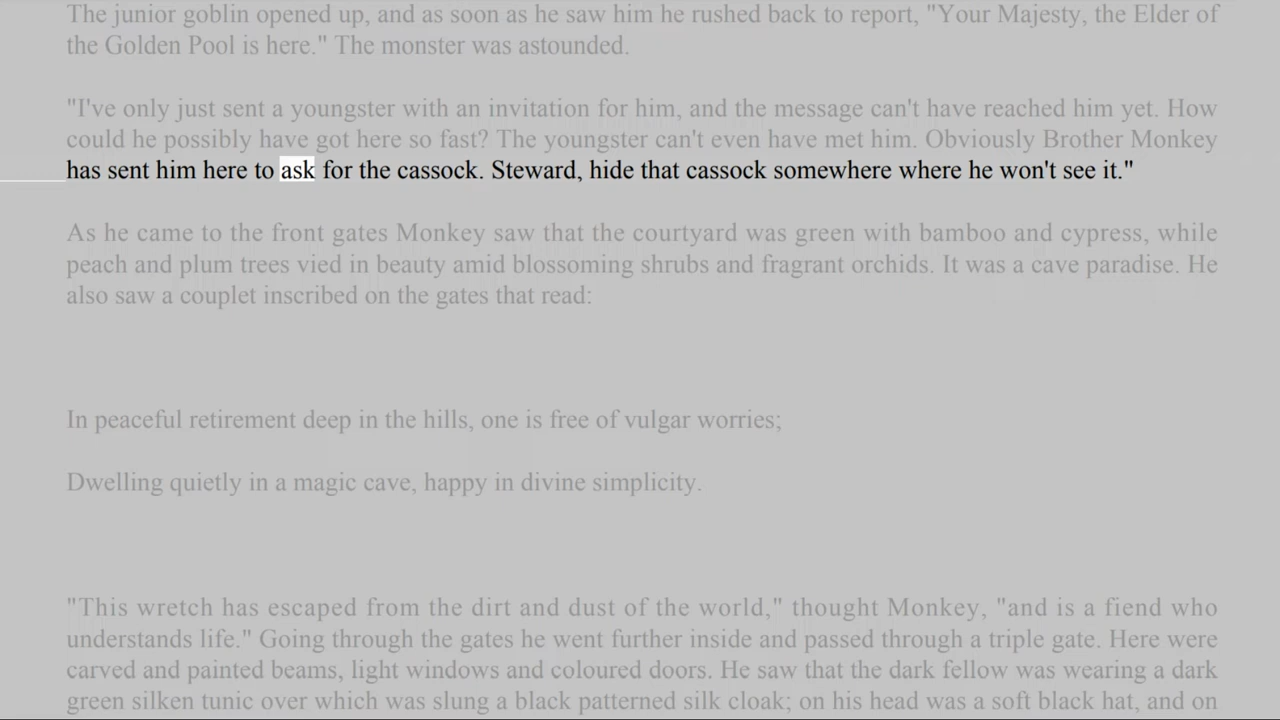 The junior goblin opened up, and as soon as he saw him he rushed back to report, "Your Majesty, the Elder of
the Golden Pool is here." The monster was astounded.
"I've only just sent a youngster with an invitation for him, and the message can't have reached him yet. How
could he possibly have got here so fast? The youngster can't even have met him. Obviously Brother Monkey
has sent him here to ask for the cassock. Steward, hide that cassock somewhere where he won't see it."
As he came to the front gates Monkey saw that the courtyard was green with bamboo and cypress, while
peach and plum trees vied in beauty amid blossoming shrubs and fragrant orchids. It was a cave paradise. He
also saw a couplet inscribed on the gates that read:
In peaceful retirement deep in the hills, one is free of vulgar worries;
Dwelling quietly in a magic cave, happy in divine simplicity.
"This wretch has escaped from the dirt and dust of the world," thought Monkey, "and is a fiend who
understands life." Going through the gates he went further inside and passed through a triple gate. Here were
carved and painted beams, light windows and coloured doors. He saw that the dark fellow was wearing a dark
green silken tunic over which was slung a black patterned silk cloak; on his head was a soft black hat, and on